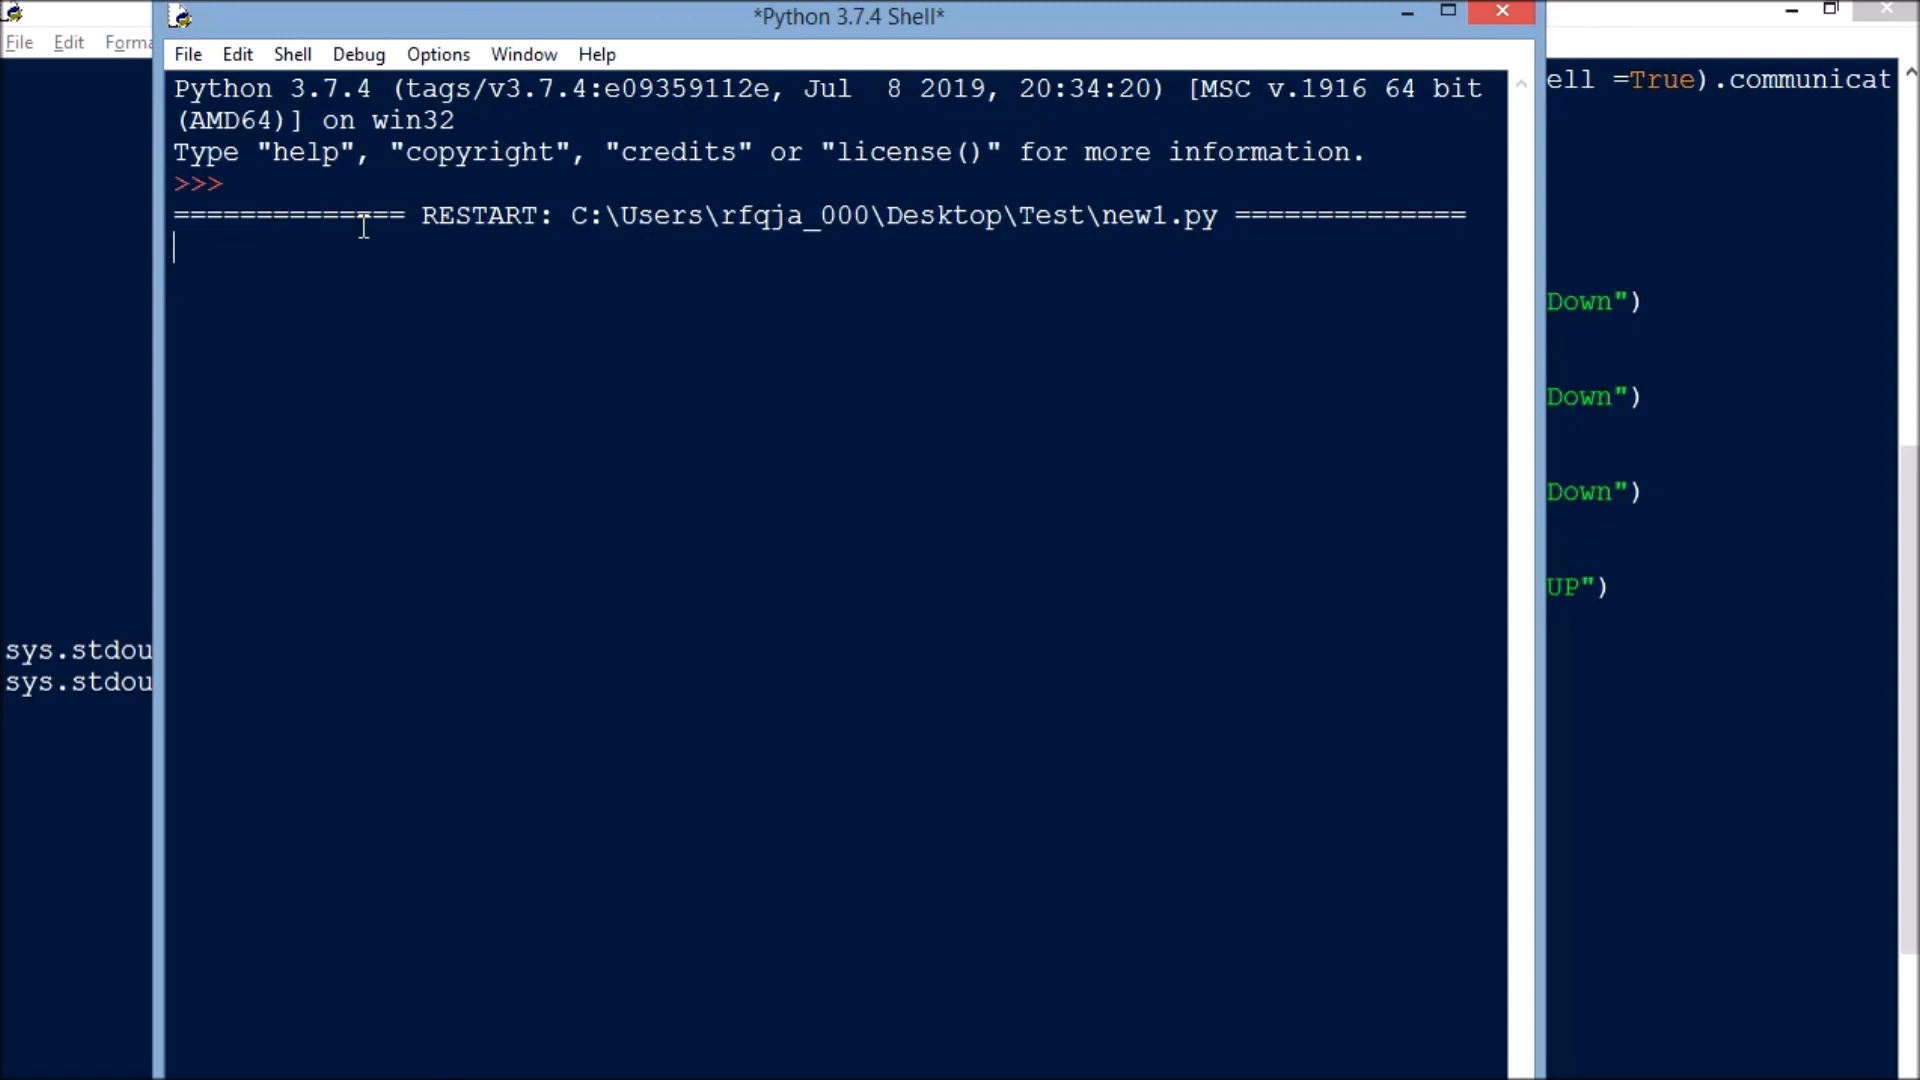 *Python 3.7.4 Shell*
File Edit Forma
File Edit Shell Debug Options Window Help
Python 3.7.4 (tags/v3.7.4:e09359112e, Jul  8 2019, 20:34:20) [MSC v.1916 64 bit
(AMD64)] on win32
Type "help", "copyright", "credits" or "license()" for more information.
>>>
============== RESTART: C:\Users\rfqja_000\Desktop\Test\new1.py ==============
ell =True).communicat
Down")
Down")
Down")
UP")
sys.stdou
sys.stdou